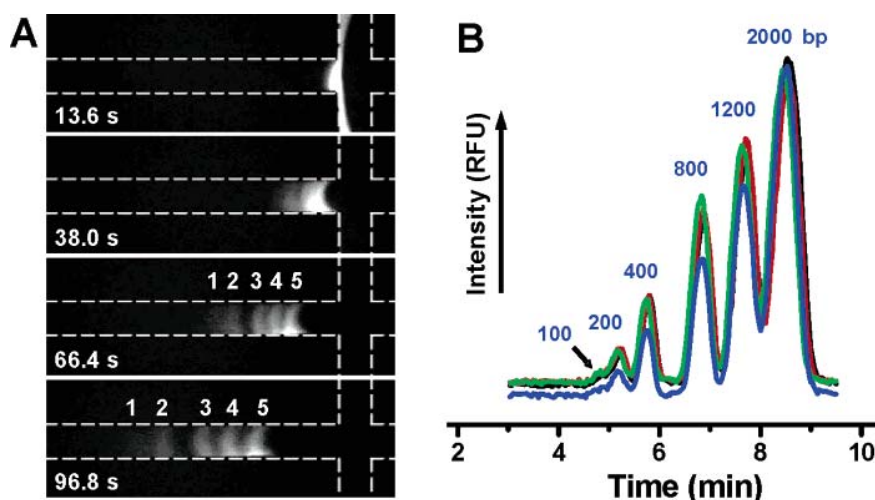 A
13.6 s
38.0 s
1 2 3 4 5
66.4 s
1 2 3 4 5
96.8 s
B
2000 bp
1200
800
400
200
100
Intensity (RFU)
2 4 6 8 10
Time (min)